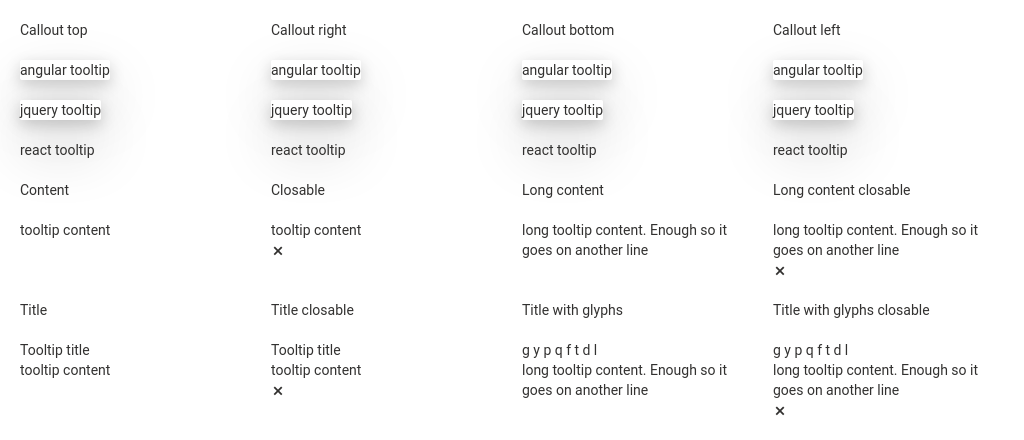 Callout top
Callout right
Callout bottom
Callout left
angular tooltip
angular tooltip
angular tooltip
angular tooltip
jquery tooltip
jquery tooltip
jquery tooltip
jquery tooltip
react tooltip
react tooltip
react tooltip
react tooltip
Content
Closable
Long content
Long content closable
tooltip content
tooltip content
long tooltip content. Enough so it
goes on another line
long tooltip content. Enough so it
goes on another line
Title
Title closable
Title with glyphs
Title with glyphs closable
Tooltip title
tooltip content
Tooltip title
tooltip content
g y p q f t d l
long tooltip content. Enough so it
goes on another line
g y p q f t d l
long tooltip content. Enough so it
goes on another line